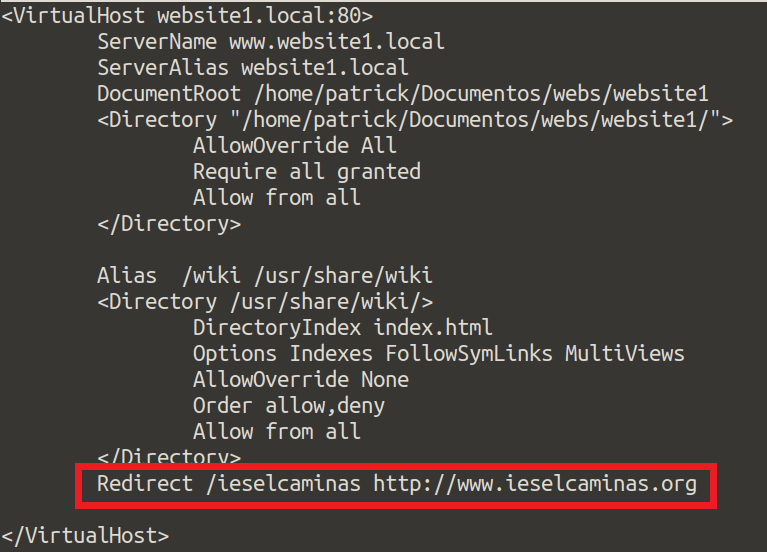 <VirtualHost website1.local:80>
ServerName www.website1.local
ServerAlias website1.local
DocumentRoot /home/patrick/Documentos/webs/website1
<Directory "/home/patrick/Documentos/webs/website1/">
AllowOverride All
Require all granted
Allow from all
</Directory>
Alias  /wiki /usr/share/wiki
<Directory /usr/share/wiki/>
DirectoryIndex index.html
Options Indexes FollowSymLinks MultiViews
AllowOverride None
Order allow,deny
Allow from all
</Directory>
Redirect /ieselcaminas http://www.ieselcaminas.org
</VirtualHost>